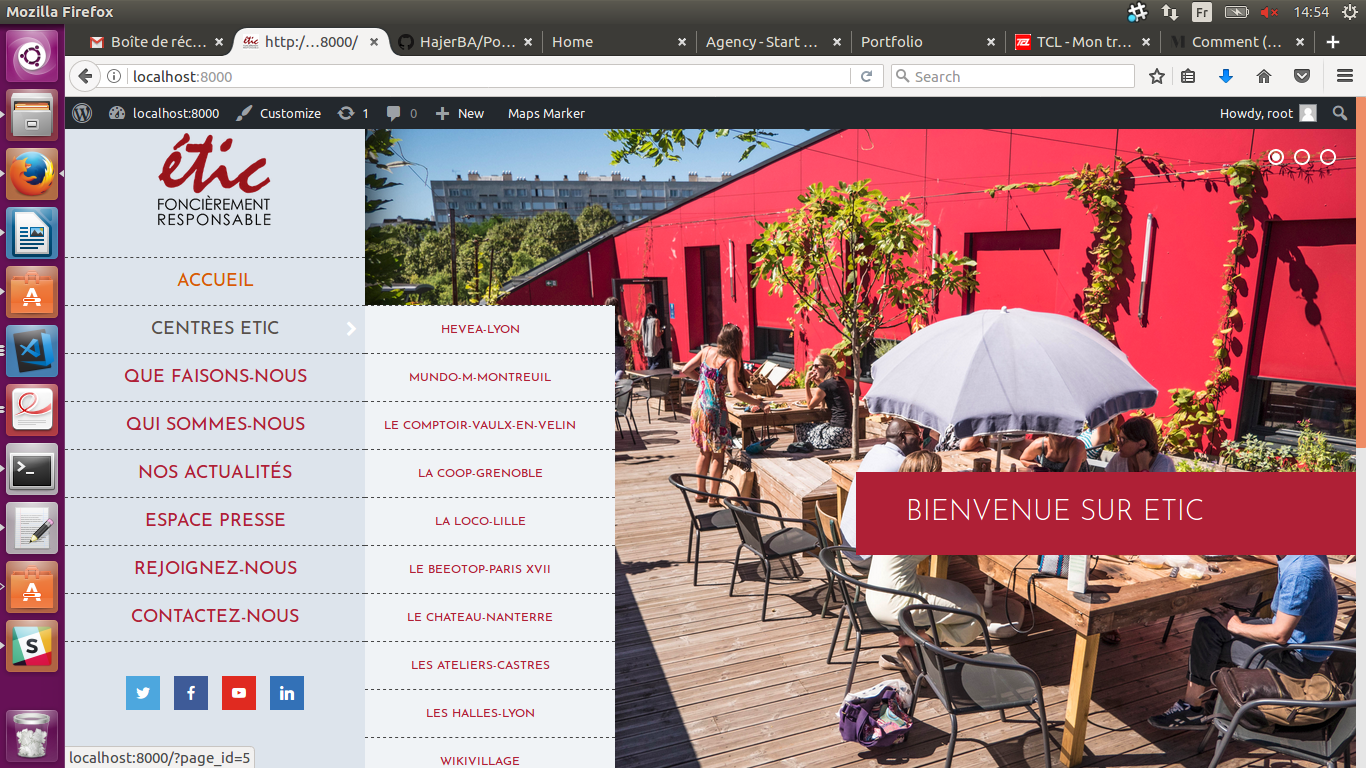 Mozilla Firefox
Fr
14:54
Boîte de réc...
http:/...8000/
HajerBA/Po...
Home
Agency - Start ...
Portfolio
TCL - Mon tr...
Comment (...
localhost:8000
Search
localhost:8000
Customize
1
0
New
Maps Marker
Howdy, root
étic
FONCIÈREMENT
RESPONSABLE
ACCUEIL
CENTRES ETIC
QUE FAISONS-NOUS
QUI SOMMES-NOUS
NOS ACTUALITÉS
ESPACE PRESSE
REJOIGNEZ-NOUS
CONTACTEZ-NOUS
HEVEA-LYON
MUNDO-M-MONTREUIL
LE COMPTOIR-VAULX-EN-VELIN
LA COOP-GRENOBLE
LA LOCO-LILLE
LE BEEOTOP-PARIS XVII
LE CHATEAU-NANTERRE
LES ATELIERS-CASTRES
LES HALLES-LYON
WIKIVILLAGE
BIENVENUE SUR ETIC
localhost:8000/?page_id=5